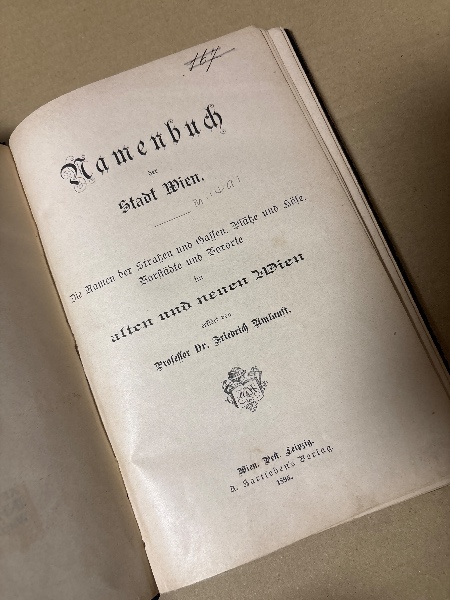 167
Namenbuch
der
Stadt Wien.
Die Namen der Straßen und Gassen, Plätze und Höfe,
Vorstädte und Vororte
im
alten und neuen Wien
erklärt von
Professor Dr. Friedrich Umlauft.
Wien. Pest. Leipzig.
A. Hartleben's Verlag.